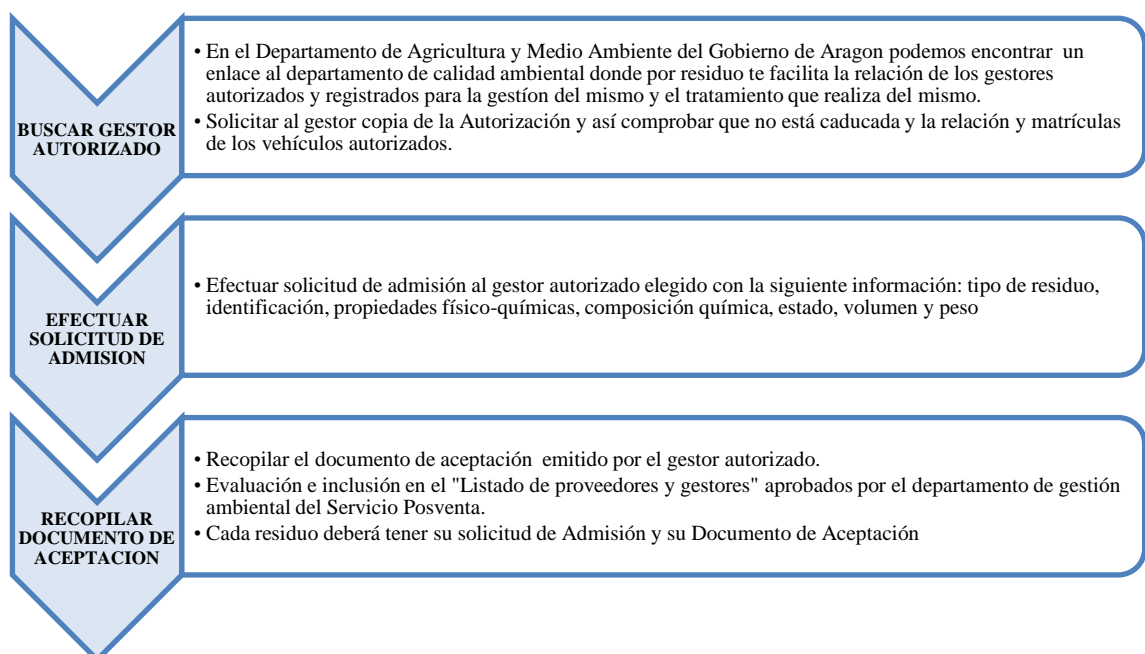 BUSCAR GESTOR
AUTORIZADO
• En el Departamento de Agricultura y Medio Ambiente del Gobierno de Aragon podemos encontrar un
enlace al departamento de calidad ambiental donde por residuo te facilita la relación de los gestores
autorizados y registrados para la gestíon del mismo y el tratamiento que realiza del mismo.
• Solicitar al gestor copia de la Autorización y así comprobar que no está caducada y la relación y matrículas
de los vehículos autorizados.
EFECTUAR
SOLICITUD DE
ADMISION
• Efectuar solicitud de admisión al gestor autorizado elegido con la siguiente información: tipo de residuo,
identificación, propiedades físico-químicas, composición química, estado, volumen y peso
RECOPILAR
DOCUMENTO DE
ACEPTACION
• Recopilar el documento de aceptación emitido por el gestor autorizado.
• Evaluación e inclusión en el "Listado de proveedores y gestores" aprobados por el departamento de gestión
ambiental del Servicio Posventa.
• Cada residuo deberá tener su solicitud de Admisión y su Documento de Aceptación